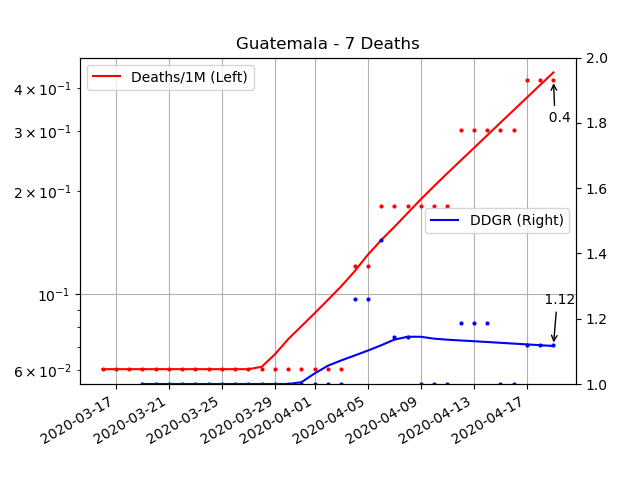 Guatemala - 7 Deaths
Deaths/1M (Left)
DDGR (Right)
4 × 10⁻¹
3 × 10⁻¹
2 × 10⁻¹
10⁻¹
6 × 10⁻²
2.0
1.8
1.6
1.4
1.2
1.0
0.4
1.12
2020-03-17
2020-03-21
2020-03-25
2020-03-29
2020-04-01
2020-04-05
2020-04-09
2020-04-13
2020-04-17